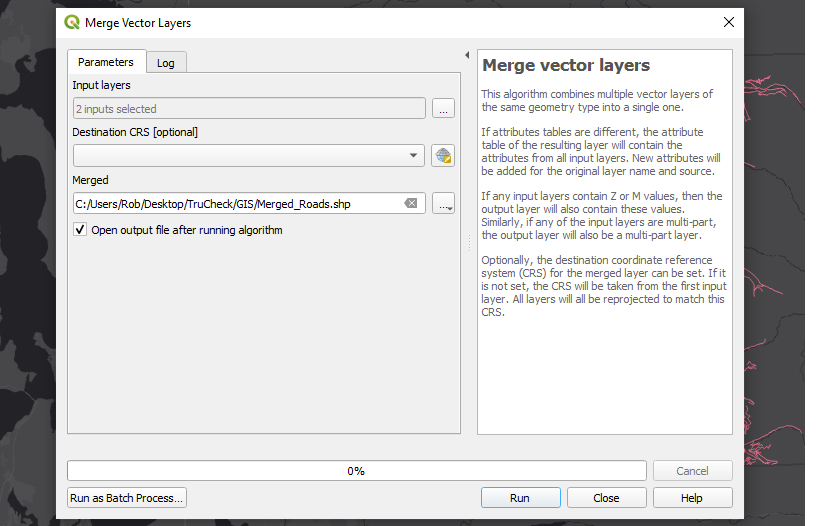 Merge Vector Layers
Parameters
Log
Input layers
2 inputs selected
...
Destination CRS [optional]
Merged
C:/Users/Rob/Desktop/TruCheck/GIS/Merged_Roads.shp
...
Open output file after running algorithm
Merge vector layers
This algorithm combines multiple vector layers of
the same geometry type into a single one.
If attributes tables are different, the attribute
table of the resulting layer will contain the
attributes from all input layers. New attributes will
be added for the original layer name and source.
If any input layers contain Z or M values, then the
output layer will also contain these values.
Similarly, if any of the input layers are multi-part,
the output layer will also be a multi-part layer.
Optionally, the destination coordinate reference
system (CRS) for the merged layer can be set. If it
is not set, the CRS will be taken from the first input
layer. All layers will all be reprojected to match this
CRS.
0%
Cancel
Run as Batch Process...
Run
Close
Help